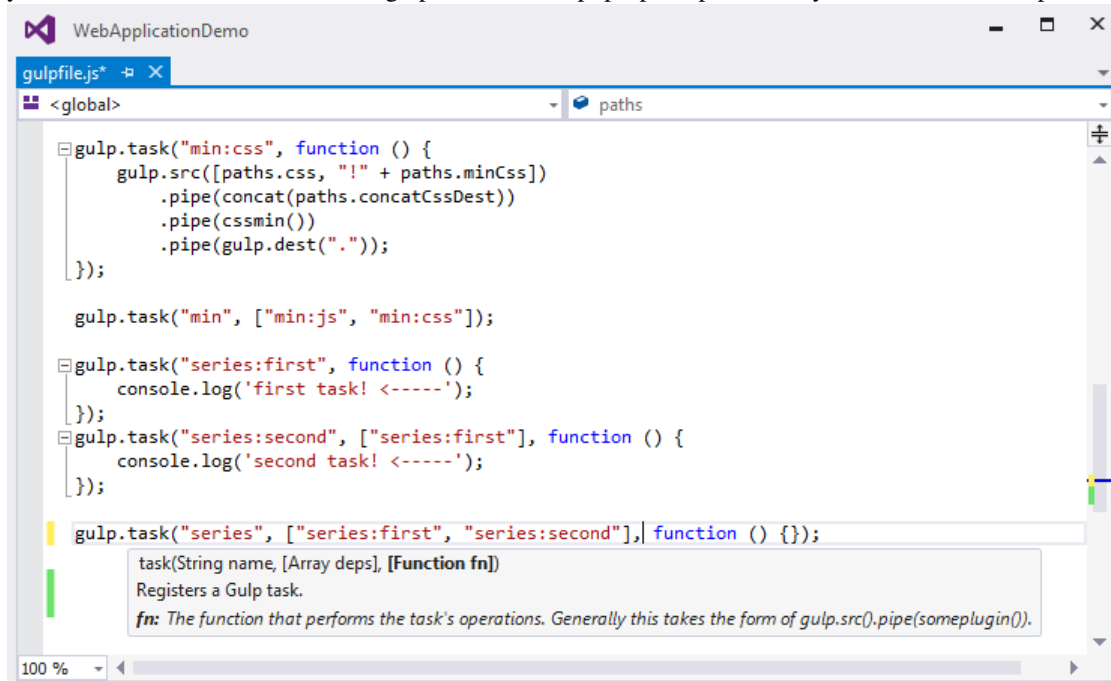 WebApplicationDemo
gulpfile.js*
<global>
paths
gulp.task("min:css", function () {
gulp.src([paths.css, "!" + paths.minCss])
.pipe(concat(paths.concatCssDest))
.pipe(cssmin())
.pipe(gulp.dest("."));
});
gulp.task("min", ["min:js", "min:css"]);
gulp.task("series:first", function () {
console.log('first task! <-----');
});
gulp.task("series:second", ["series:first"], function () {
console.log('second task! <-----');
});
gulp.task("series", ["series:first", "series:second"], function () {});
task(String name, [Array deps], [Function fn])
Registers a Gulp task.
fn: The function that performs the task's operations. Generally this takes the form of gulp.src().pipe(someplugin()).
100 %